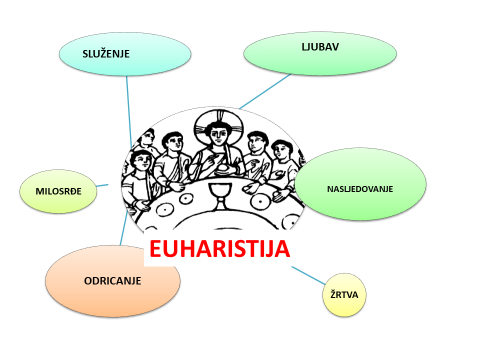 SLUŽENJE
LJUBAV
MILOSRĐE
NASLJEDOVANJE
EUHARISTIJA
ODRICANJE
ŽRTVA